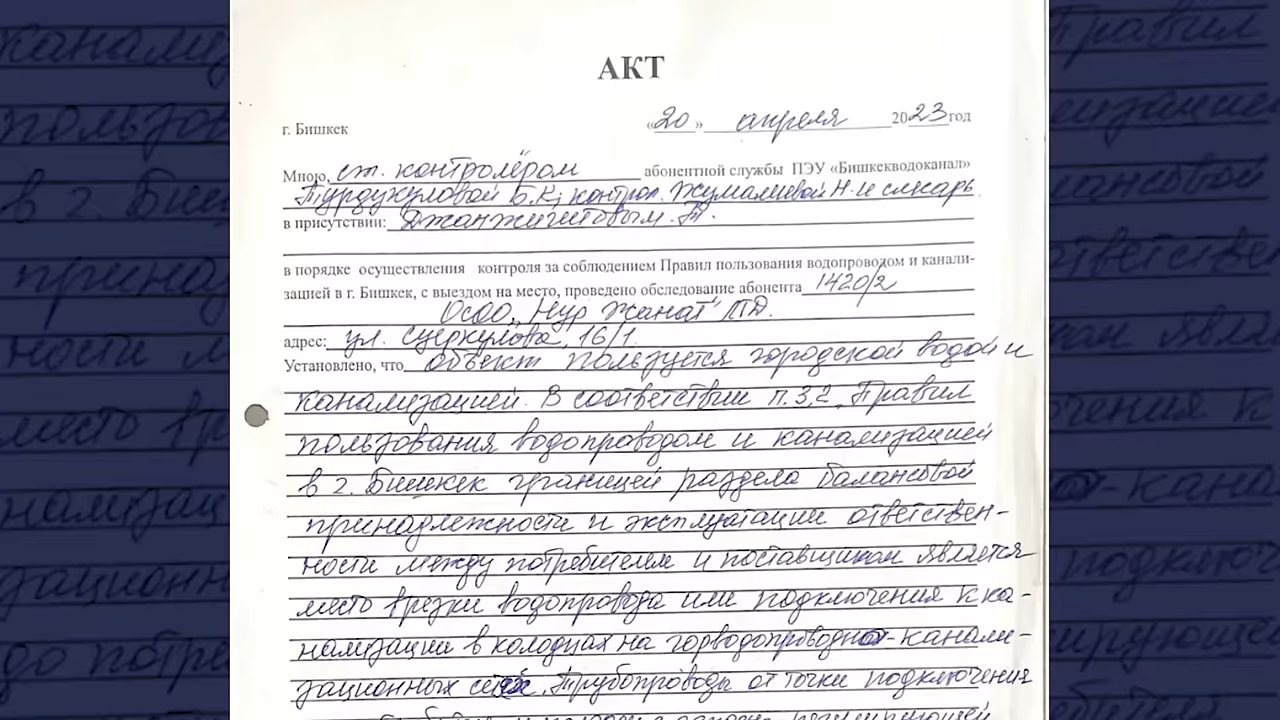 АКТ
г. Бишкек «20» апреля 2023 год
Мною, ст. контролёром абонентной службы ПЭУ «Бишкекводоканал»
Турдукуловой Б.К, контрол. Жумалиевой Н. и слесарь
в присутствии: Джанжигитовым. Т.
в порядке осуществления контроля за соблюдением Правил пользования водопроводом и канали-
зацией в г. Бишкек, с выездом на место, проведено обследование абонента 1420/2
ОсОО „Нур Жанат" ЛТД.
адрес: ул. Суеркулова, 16/1.
Установлено, что объект пользуется городской водой и
канализацией. В соответствии п.3,2 „Правил
пользования водопроводом и канализацией
в г. Бишкек границей раздела балансовой
принадлежности и эксплуатации ответствен-
ности между потребителем и поставщиком является
место врезки водопровода или подключения к ка-
нализации в колодцах на горводопроводно-канали-
зационных сетях. Трубопроводы от точки подключения